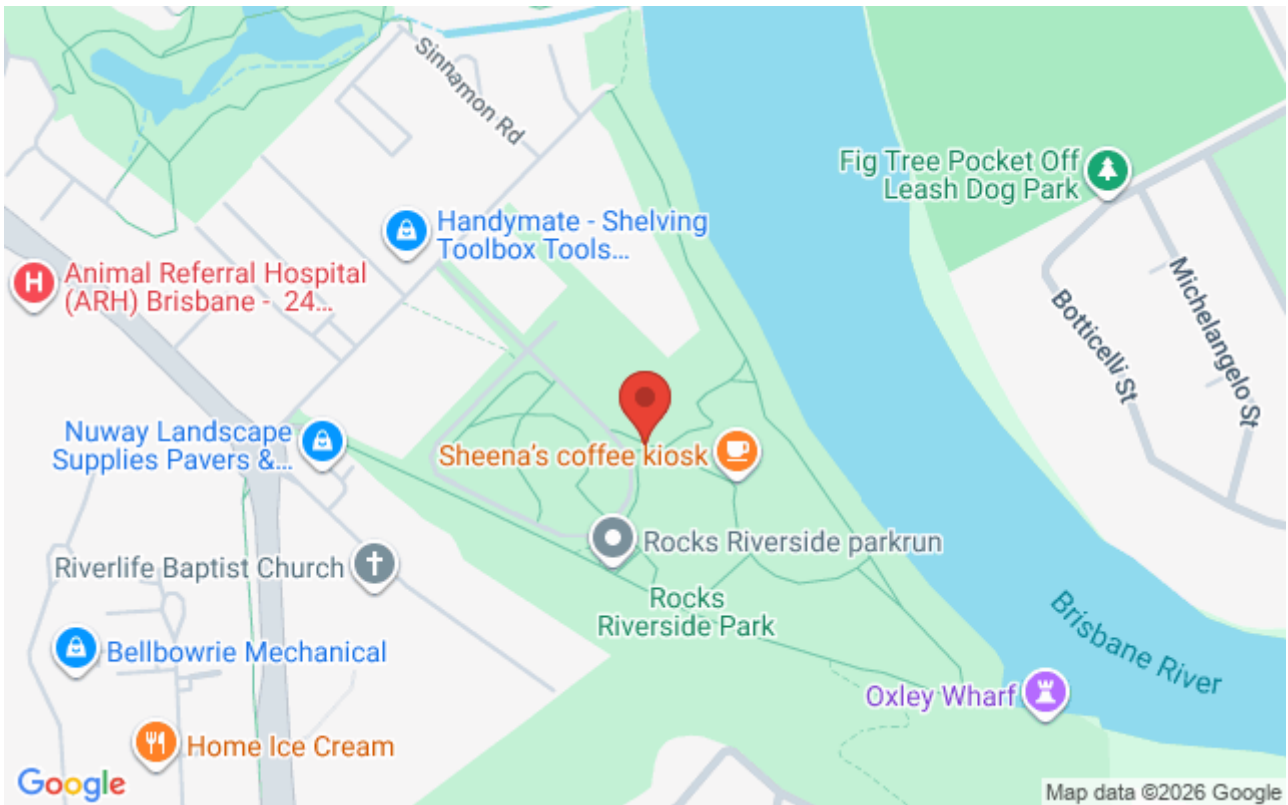 Sinnamon Rd
Fig Tree Pocket Off
Leash Dog Park
Handymate - Shelving
Toolbox Tools...
Animal Referral Hospital
(ARH) Brisbane - 24...
H
Michelangelo St
Botticelli St
Nuway Landscape
Supplies Pavers &...
Sheena's coffee kiosk
Rocks Riverside parkrun
Riverlife Baptist Church
Rocks
Riverside Park
Brisbane River
Bellbowrie Mechanical
Oxley Wharf
Home Ice Cream
Google
Map data ©2026 Google